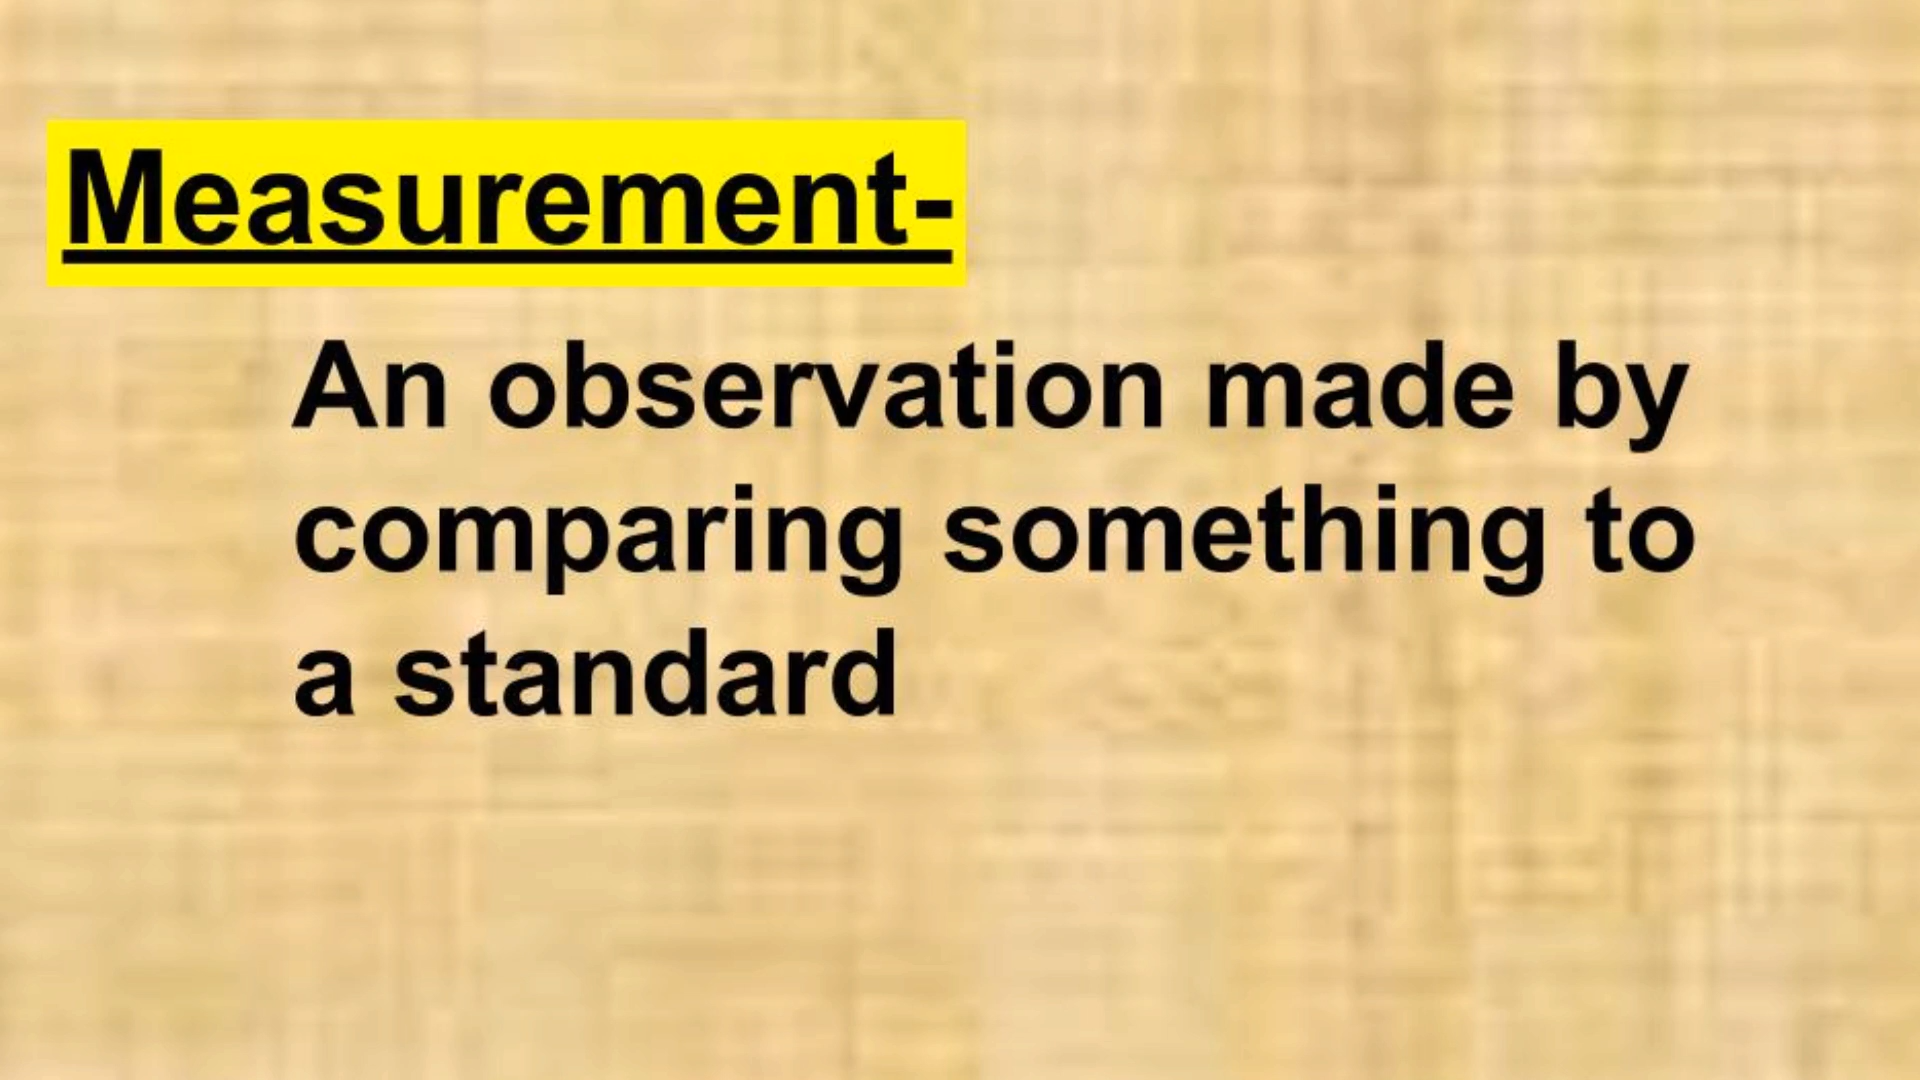 Measurement-
An observation made by
comparing something to
a standard